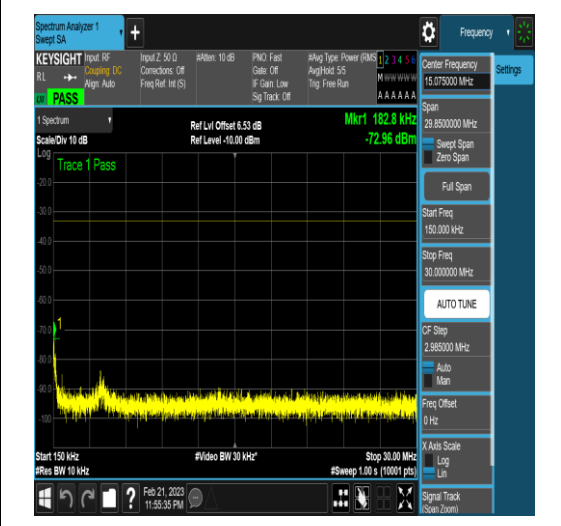 Spectrum Analyzer 1
Swept SA
+
Frequency
KEYSIGHT
Input: RF
Input Z: 50 Ω
#Atten: 10 dB
PNO: Fast
#Avg Type: Power (RMS
1 2 3 4 5 6
RL
Coupling: DC
Corrections: Off
Gate: Off
Avg|Hold: 5/5
M W W W W W
Align: Auto
Freq Ref: Int (S)
IF Gain: Low
Trig: Free Run
PASS
Sig Track: Off
A A A A A A
Center Frequency
15.075000 MHz
Settings
Span
29.8500000 MHz
Swept Span
Zero Span
Full Span
Start Freq
150.000 kHz
Stop Freq
30.000000 MHz
AUTO TUNE
CF Step
2.985000 MHz
Auto
Man
Freq Offset
0 Hz
X Axis Scale
Log
Lin
Signal Track
(Span Zoom)
1 Spectrum
Ref Lvl Offset 6.53 dB
Mkr1 182.8 kHz
Scale/Div 10 dB
Ref Level -10.00 dBm
-72.96 dBm
Log
Trace 1 Pass
-20.0
-30.0
-40.0
-50.0
-60.0
-70.0
1
-80.0
-90.0
-100
Start 150 kHz
#Video BW 30 kHz*
Stop 30.00 MHz
#Res BW 10 kHz
#Sweep 1.00 s (10001 pts)
?
Feb 21, 2023
11:55:35 PM